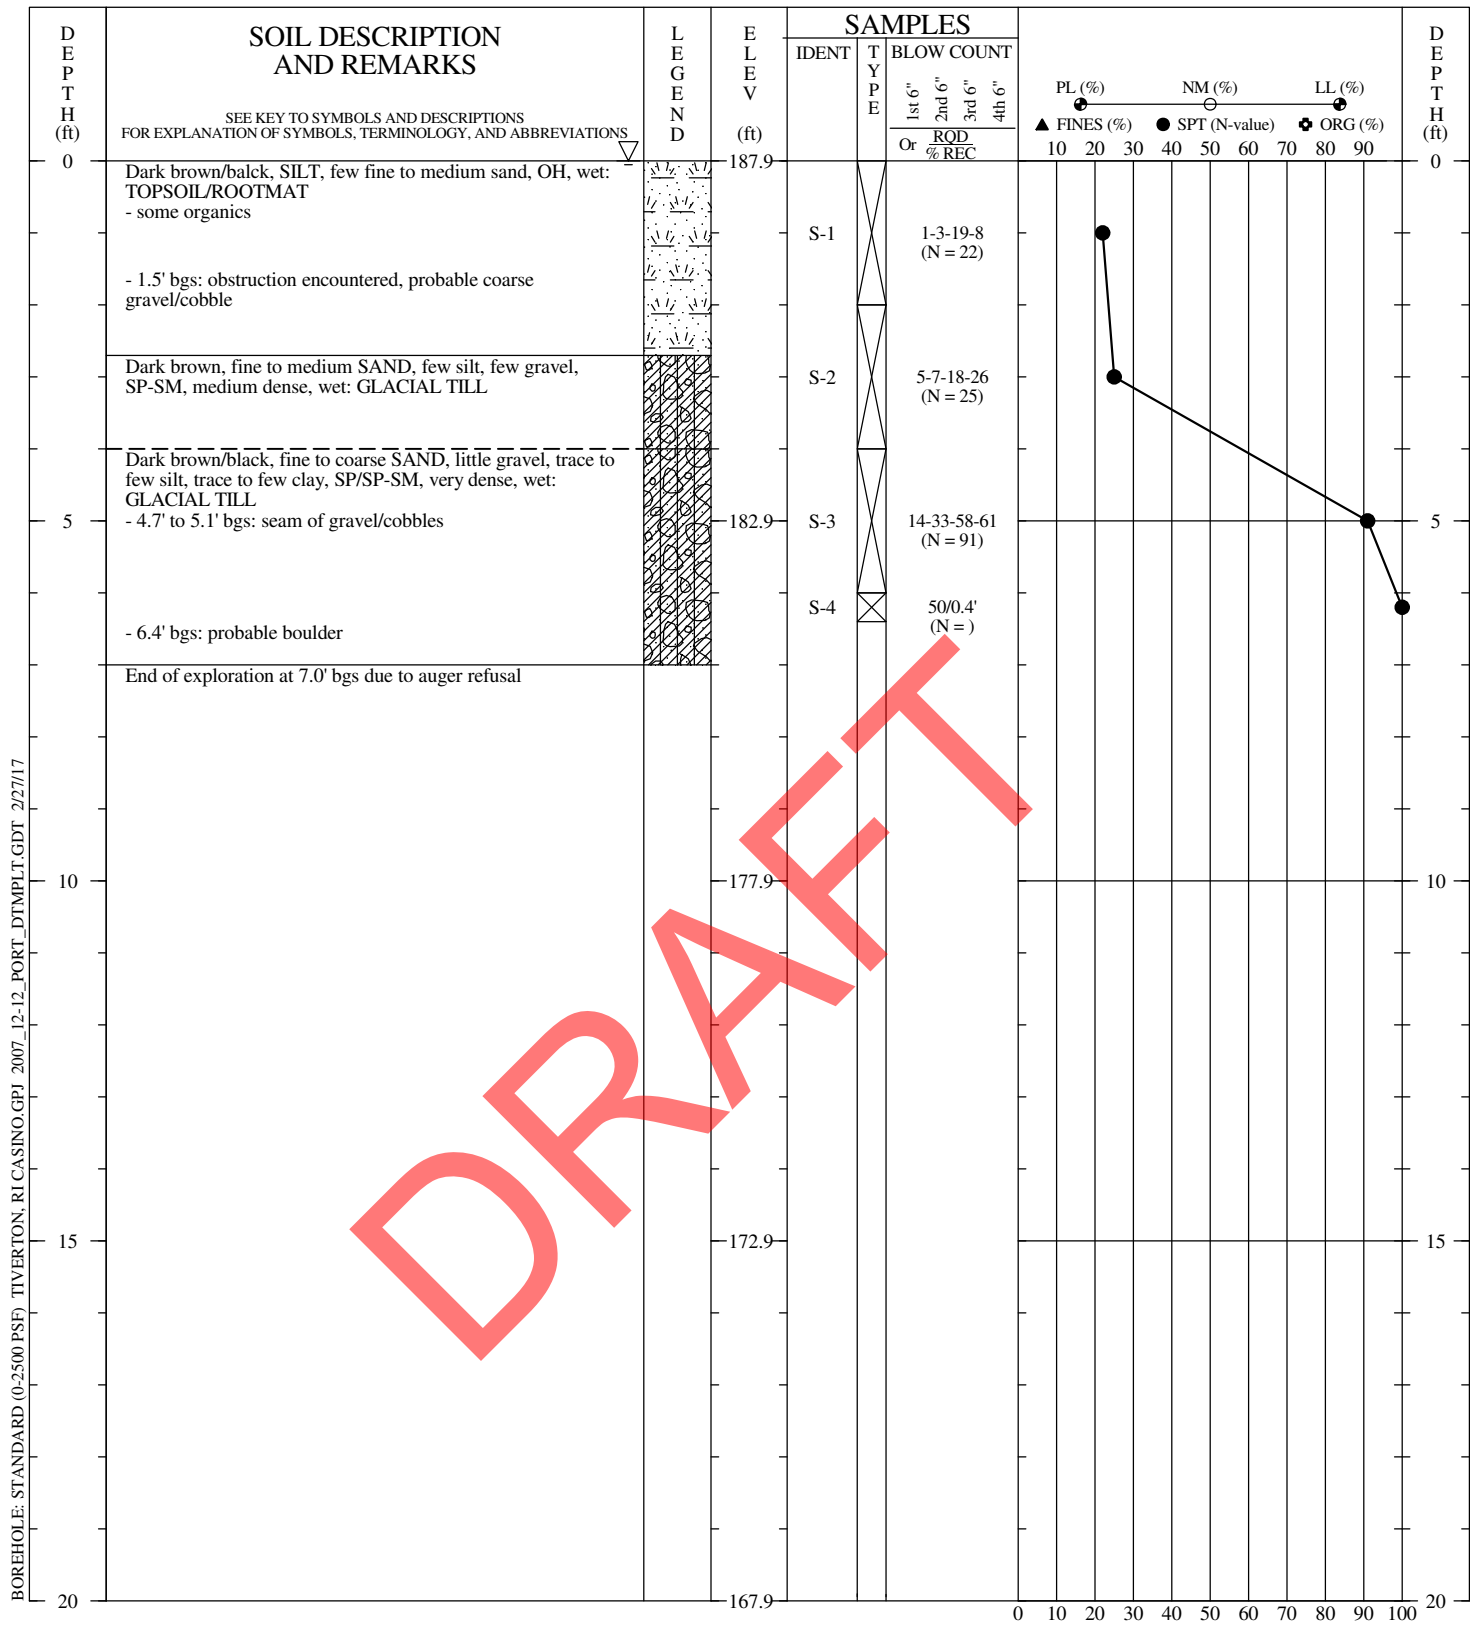 DEPTH (ft)
SOIL DESCRIPTION
AND REMARKS
SEE KEY TO SYMBOLS AND DESCRIPTIONS
FOR EXPLANATION OF SYMBOLS, TERMINOLOGY, AND ABBREVIATIONS
LEGEND
ELEV (ft)
SAMPLES
IDENT
TYPE
BLOW COUNT
1st 6"
2nd 6"
3rd 6"
4th 6"
Or RQD
% REC
PL (%) NM (%) LL (%)
FINES (%) SPT (N-value) ORG (%)
10 20 30 40 50 60 70 80 90
DEPTH (ft)
0 187.9 0
Dark brown/balck, SILT, few fine to medium sand, OH, wet:
TOPSOIL/ROOTMAT
- some organics
S-1 1-3-19-8
(N = 22)
- 1.5' bgs: obstruction encountered, probable coarse
gravel/cobble
Dark brown, fine to medium SAND, few silt, few gravel,
SP-SM, medium dense, wet: GLACIAL TILL
S-2 5-7-18-26
(N = 25)
Dark brown/black, fine to coarse SAND, little gravel, trace to
few silt, trace to few clay, SP/SP-SM, very dense, wet:
GLACIAL TILL
- 4.7' to 5.1' bgs: seam of gravel/cobbles
5 182.9 5
S-3 14-33-58-61
(N = 91)
S-4 50/0.4'
(N = )
- 6.4' bgs: probable boulder
End of exploration at 7.0' bgs due to auger refusal
10 177.9 10
15 172.9 15
20 167.9 20
0 10 20 30 40 50 60 70 80 90 100
DRAFT
BOREHOLE: STANDARD (0-2500 PSF) TIVERTON, RI CASINO.GPJ 2007_12-12_PORT_DTMPLT.GDT 2/27/17